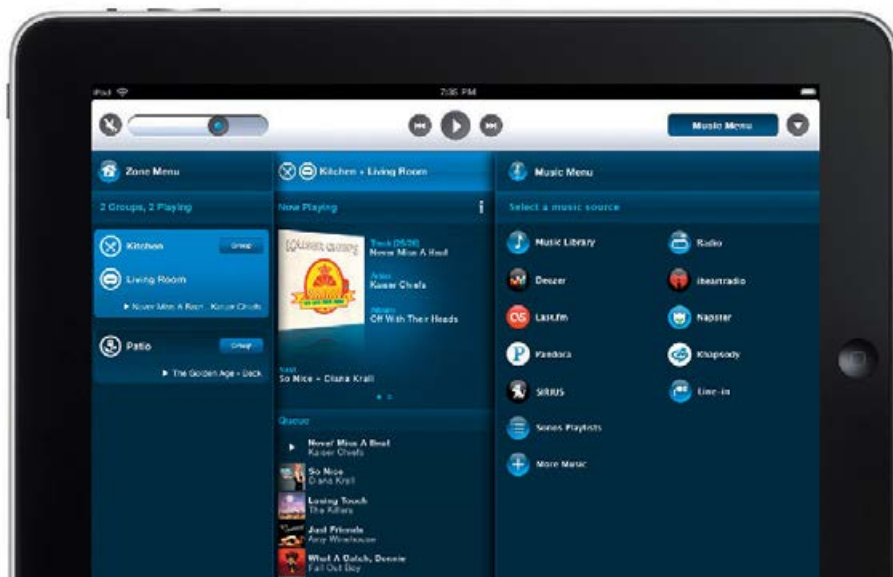 iPad
7:35 PM
Music Menu
Zone Menu
Kitchen + Living Room
Music Menu
2 Groups, 2 Playing
Now Playing
Select a music source
Kitchen
Group
Living Room
Never Miss A Beat - Kaiser Chiefs
Patio
Group
The Golden Age - Beck
KAISER CHIEFS
Track (25/26)
Never Miss A Beat
Artist
Kaiser Chiefs
Album
Off With Their Heads
Next
So Nice - Diana Krall
Queue
Never Miss A Beat
Kaiser Chiefs
So Nice
Diana Krall
Losing Touch
The Killers
Just Friends
Amy Winehouse
What A Catch, Donnie
Fall Out Boy
Music Library
Radio
Deezer
iheartradio
Last.fm
Napster
Pandora
Rhapsody
SIRIUS
Line-in
Sonos Playlists
More Music